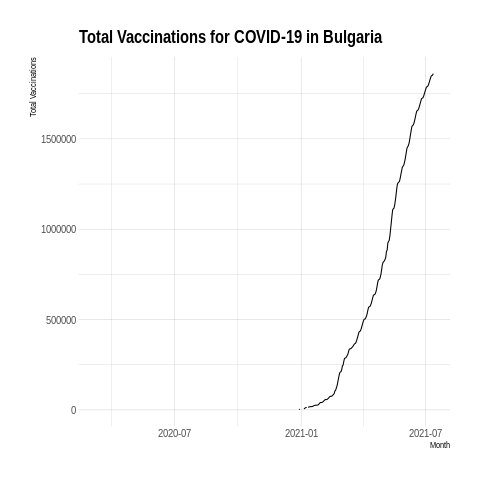 Total Vaccinations for COVID-19 in Bulgaria
Total Vaccinations
1500000
1000000
500000
0
2020-07 2021-01 2021-07
Month